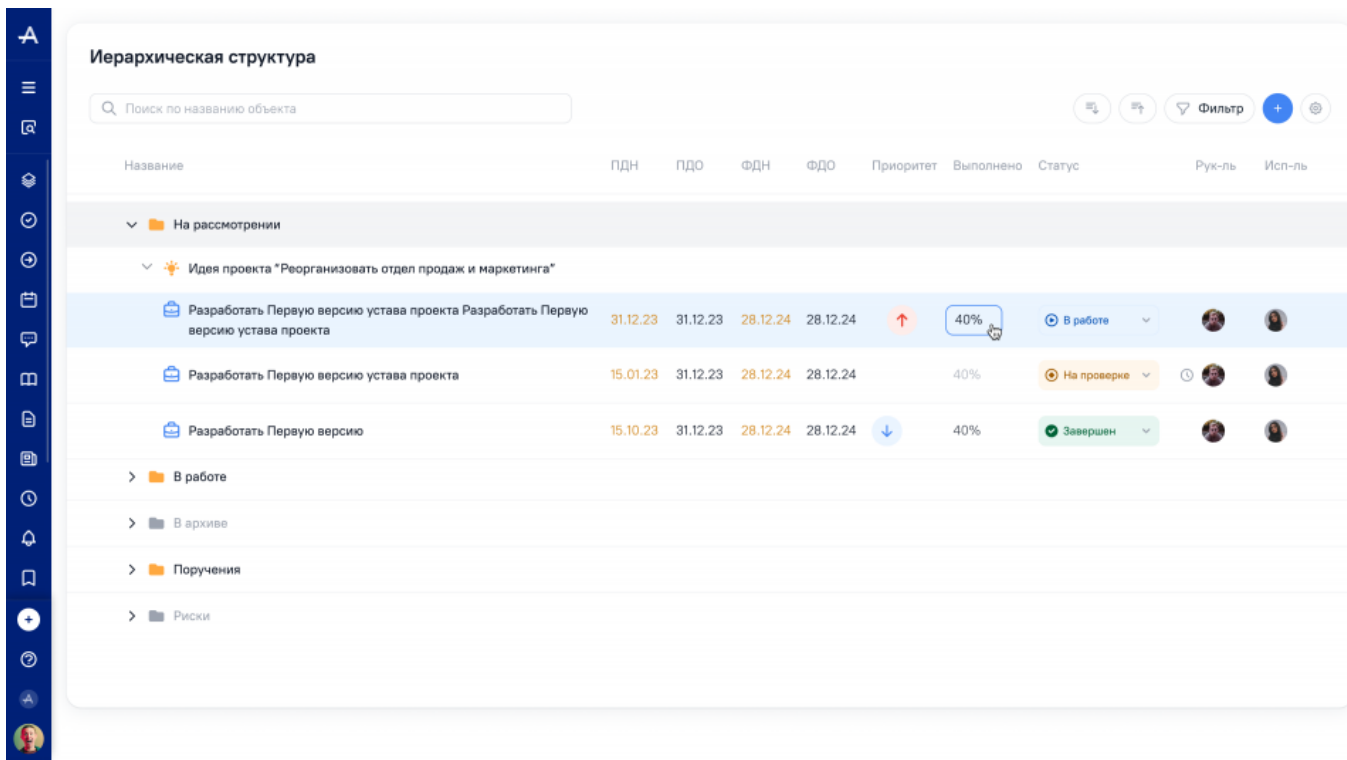 Иерархическая структура
Поиск по названию объекта
Фильтр
Название ПДН ПДО ФДН ФДО Приоритет Выполнено Статус Рук-ль Исп-ль
На рассмотрении
Идея проекта "Реорганизовать отдел продаж и маркетинга"
Разработать Первую версию устава проекта Разработать Первую
версию устава проекта
31.12.23 31.12.23 28.12.24 28.12.24 40% В работе
Разработать Первую версию устава проекта 15.01.23 31.12.23 28.12.24 28.12.24 40% На проверке
Разработать Первую версию 15.10.23 31.12.23 28.12.24 28.12.24 40% Завершен
В работе
В архиве
Поручения
Риски